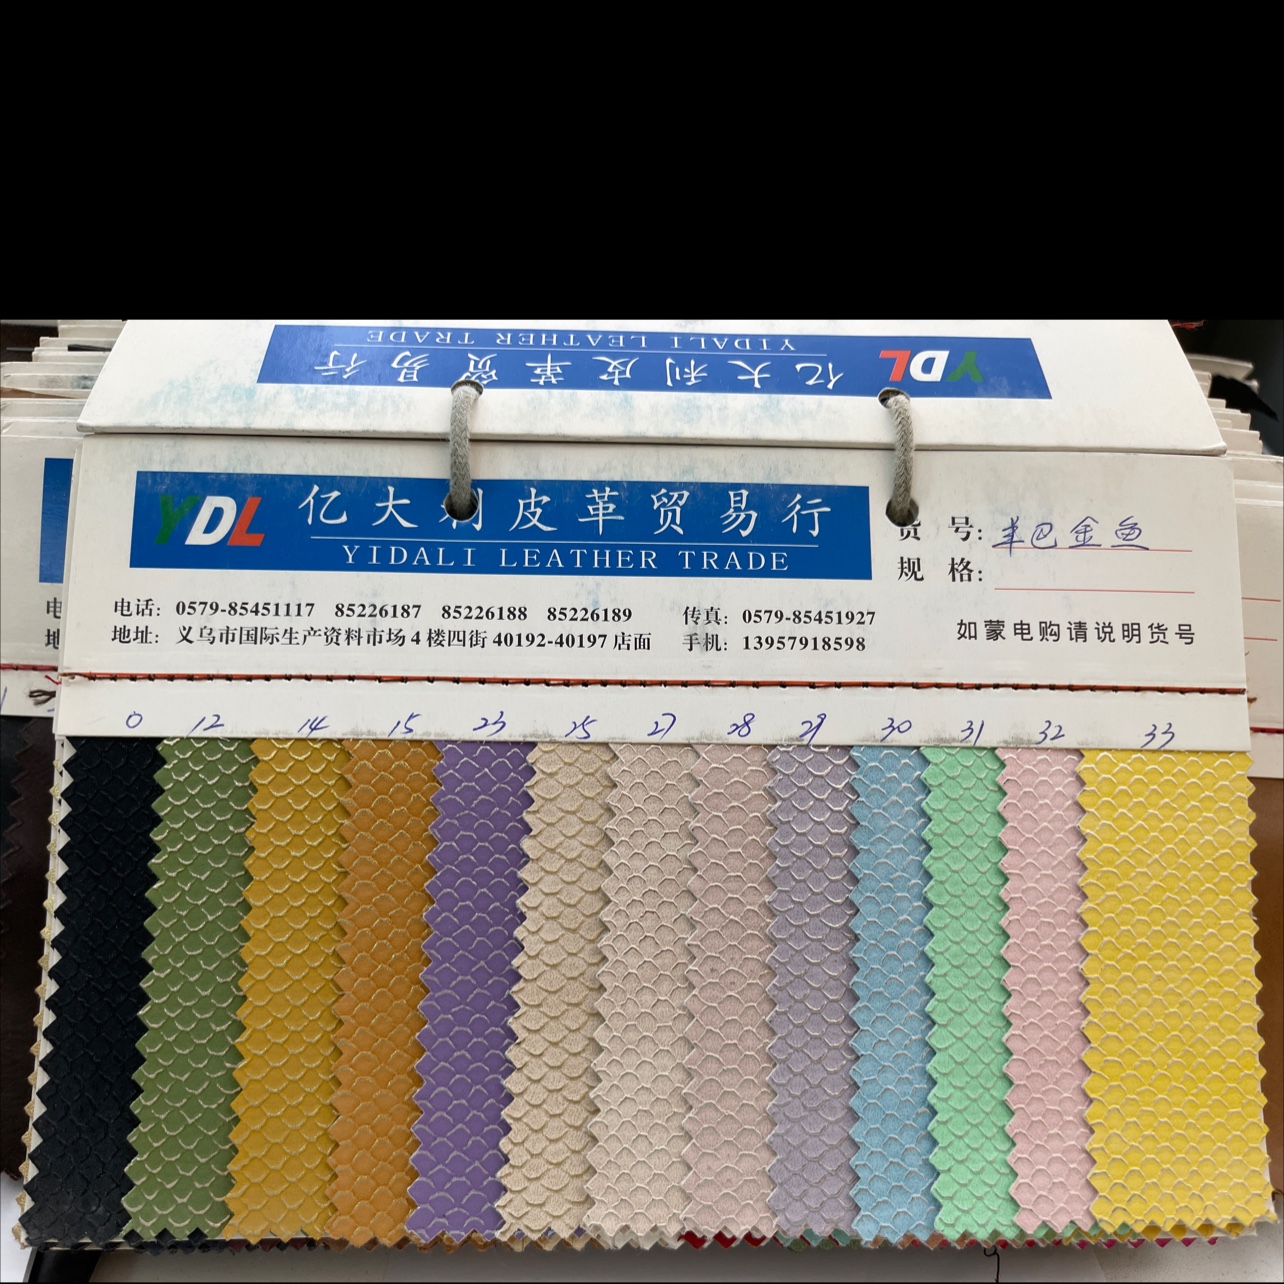 YIDALI LEATHER TRADE
亿大利皮革贸易行
YDL
YDL
亿大利皮革贸易行
YIDALI LEATHER TRADE
货 号: 羊巴金鱼
规 格:
电话: 0579-85451117 85226187 85226188 85226189 传真: 0579-85451927
地址: 义乌市国际生产资料市场4楼四街40192-40197店面 手机: 13957918598
如蒙电购请说明货号
电
地
0 12 14 15 23 25 27 28 29 30 31 32 33